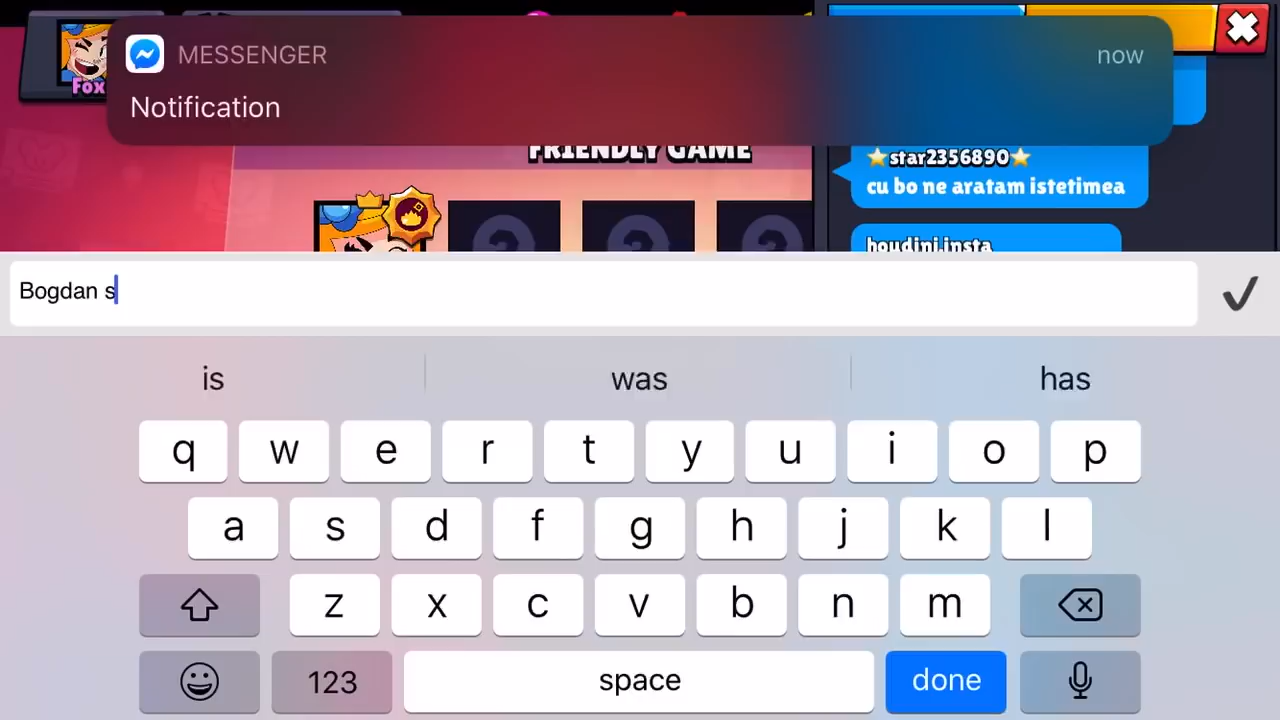 MESSENGER
now
Notification
Fox
FRIENDLY GAME
⭐star2356890⭐
cu bo ne aratam istetimea
houdini.insta
Bogdan s
is
was
has
q w e r t y u i o p
a s d f g h j k l
z x c v b n m
123
space
done